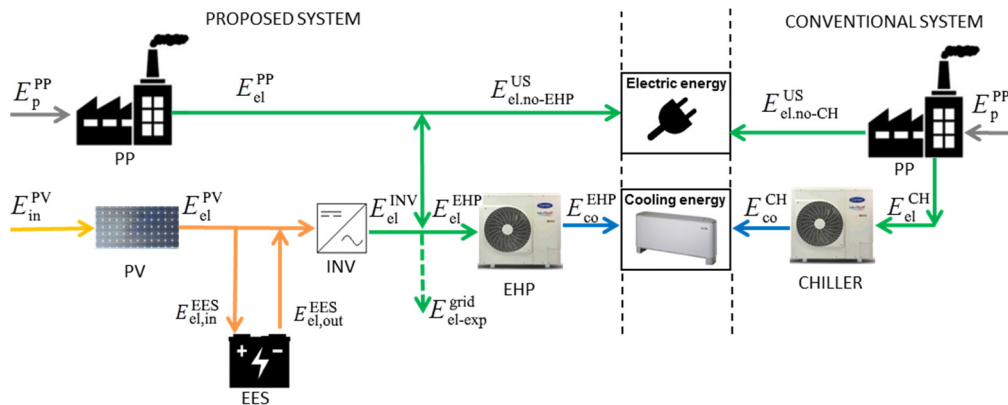 PROPOSED SYSTEM
CONVENTIONAL SYSTEM
E_p^PP
PP
E_el^PP
E_el.no-EHP^US
Electric energy
E_el.no-CH^US
E_p^PP
PP
E_in^PV
PV
E_el^PV
INV
E_el^INV
E_el^EHP
EHP
E_co^EHP
Cooling energy
E_co^CH
E_el^CH
CHILLER
E_el,in^EES
E_el,out^EES
E_el-exp^grid
+ −
EES